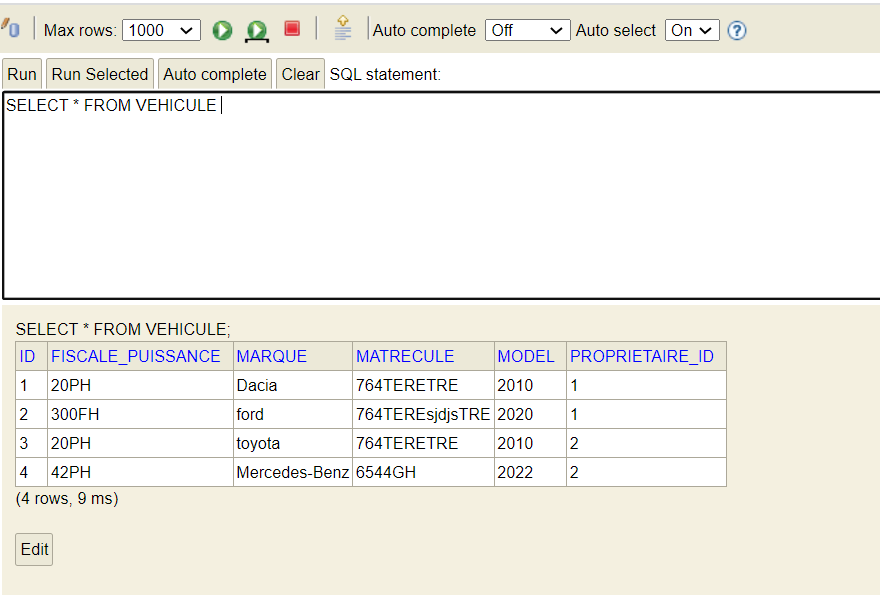 Max rows: 1000 Auto complete Off Auto select On ?
Run Run Selected Auto complete Clear SQL statement:
SELECT * FROM VEHICULE
SELECT * FROM VEHICULE;
ID FISCALE_PUISSANCE MARQUE MATRECULE MODEL PROPRIETAIRE_ID
1 20PH Dacia 764TERETRE 2010 1
2 300FH ford 764TEREsjdjsTRE 2020 1
3 20PH toyota 764TERETRE 2010 2
4 42PH Mercedes-Benz 6544GH 2022 2
(4 rows, 9 ms)
Edit